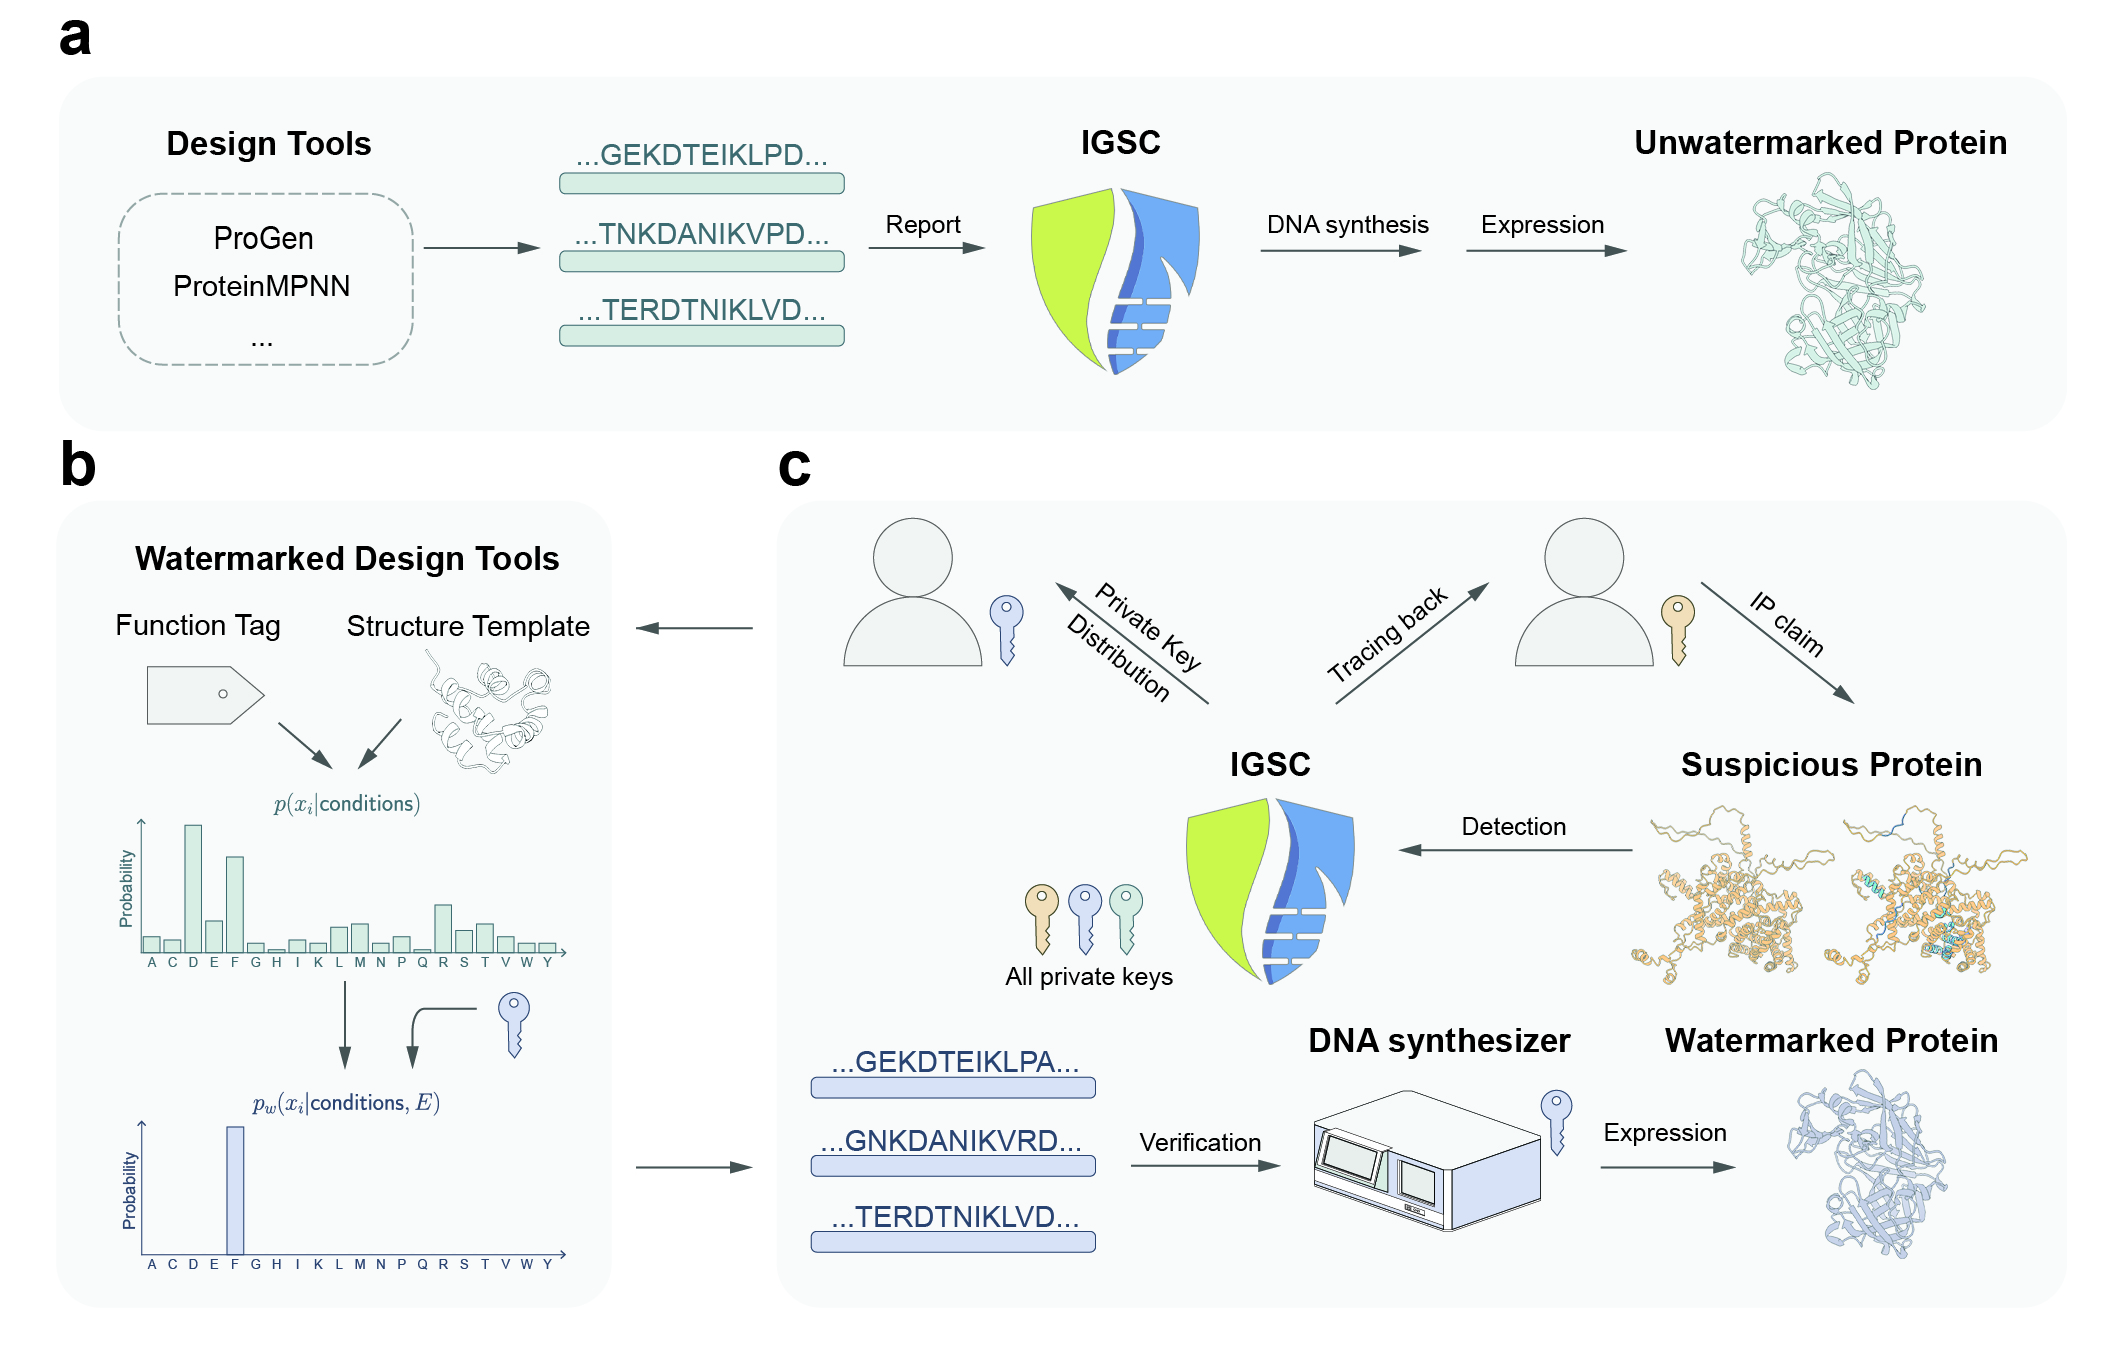 a
Design Tools
ProGen
ProteinMPNN
...
...GEKDTEIKLPD...
...TNKDANIKVPD...
...TERDTNIKLVD...
Report
IGSC
DNA synthesis
Expression
Unwatermarked Protein
b
Watermarked Design Tools
Function Tag
Structure Template
p(x_i|conditions)
Probability
A C D E F G H I K L M N P Q R S T V W Y
p_w(x_i|conditions, E)
Probability
A C D E F G H I K L M N P Q R S T V W Y
c
Private Key
Distribution
Tracing back
IP claim
IGSC
Suspicious Protein
Detection
All private keys
...GEKDTEIKLPA...
...GNKDANIKVRD...
...TERDTNIKLVD...
Verification
DNA synthesizer
Expression
Watermarked Protein